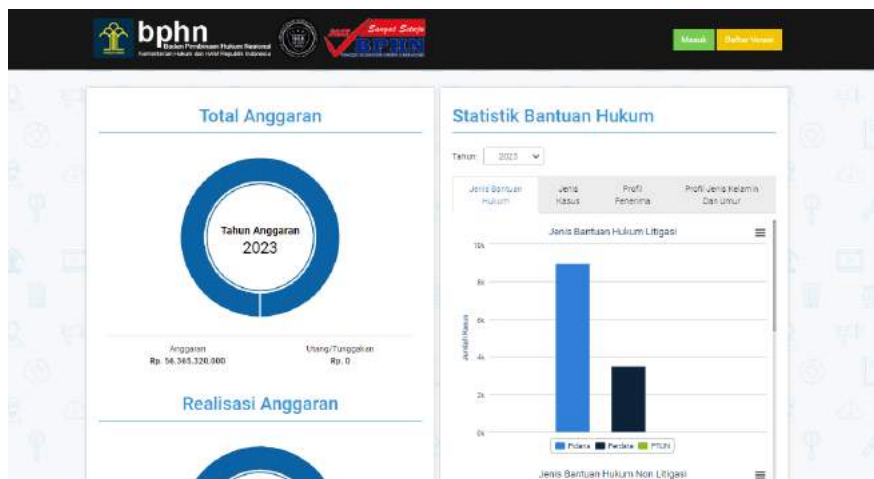 bphn
Badan Pembinaan Hukum Nasional
Kementerian Hukum dan HAM Republik Indonesia
Sangat Setuju
BPHN
Masuk
Total Anggaran
Tahun Anggaran
2023
Anggaran
Rp. 56.365.320.000
Utang/Tunggakan
Rp. 0
Realisasi Anggaran
Statistik Bantuan Hukum
Tahun:
2023
Jenis Bantuan
Hukum
Jenis
Kasus
Profil
Penerima
Profil Jenis Kelamin
Dan Umur
Jenis Bantuan Hukum Litigasi
10k
8k
6k
4k
2k
0k
Jumlah Kasus
Pidana
Perdata
PTUN
Jenis Bantuan Hukum Non Litigasi